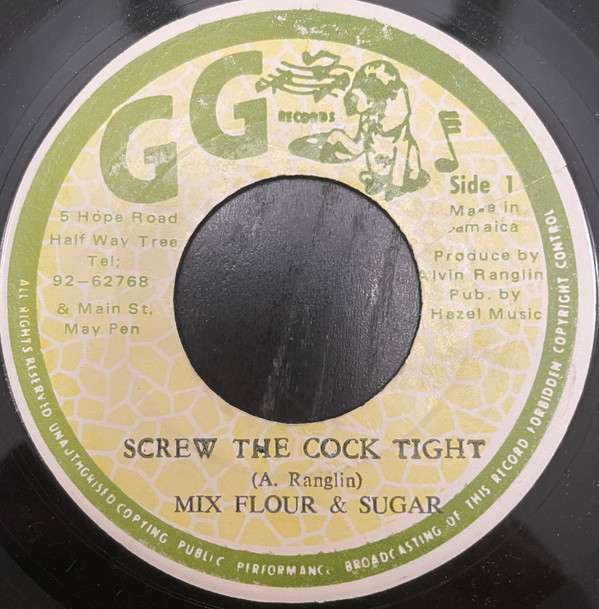 GG
RECORDS
Side 1
Made in
Jamaica
5 Hope Road
Half Way Tree
Tel;
92-62768
& Main St.
May Pen
Produce by
Alvin Ranglin
Pub. by
Hazel Music
SCREW THE COCK TIGHT
(A. Ranglin)
MIX FLOUR & SUGAR
ALL RIGHTS RESERVED UNAUTHORISED COPYING PUBLIC PERFORMANCE BROADCASTING OF THIS RECORD FORBIDDEN COPYRIGHT CONTROL